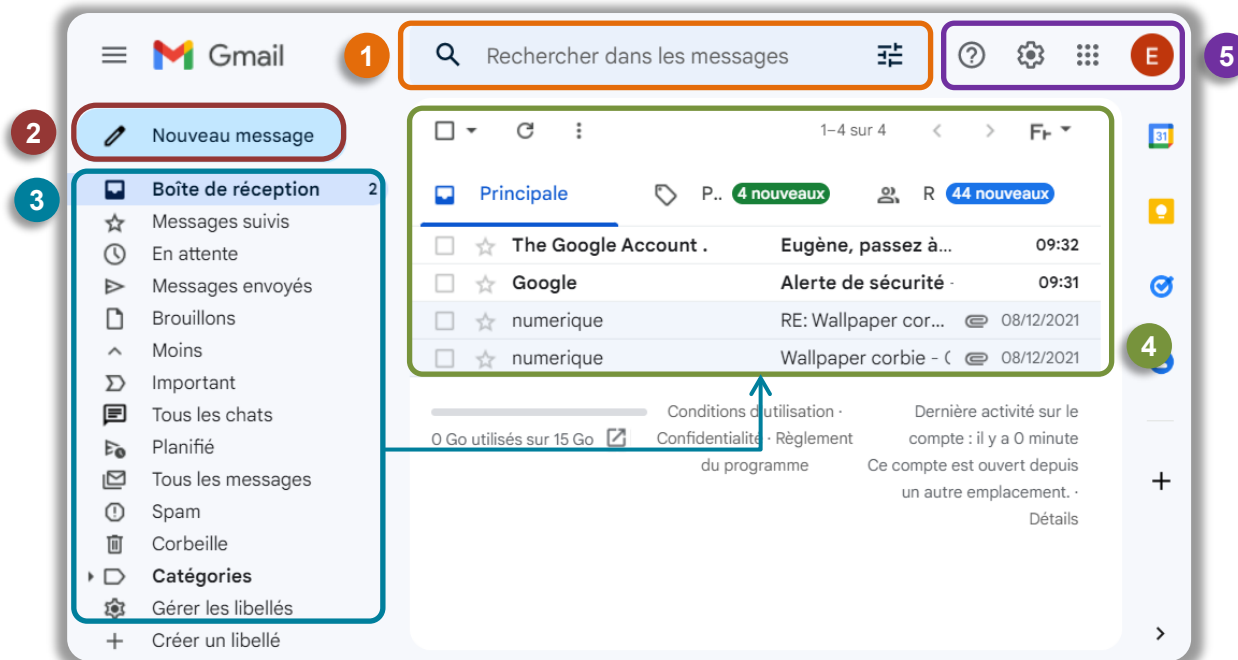 Gmail
1
Rechercher dans les messages
E
5
2
Nouveau message
1–4 sur 4
31
3
Boîte de réception 2
Messages suivis
En attente
Messages envoyés
Brouillons
Moins
Important
Tous les chats
Planifié
Tous les messages
Spam
Corbeille
Catégories
Gérer les libellés
Créer un libellé
Principale P.. 4 nouveaux R 44 nouveaux
The Google Account . Eugène, passez à... 09:32
Google Alerte de sécurité - 09:31
numerique RE: Wallpaper cor... 08/12/2021
numerique Wallpaper corbie - 08/12/2021
4
0 Go utilisés sur 15 Go
Conditions d'utilisation ·
Confidentialité · Règlement
du programme
Dernière activité sur le
compte : il y a 0 minute
Ce compte est ouvert depuis
un autre emplacement. ·
Détails